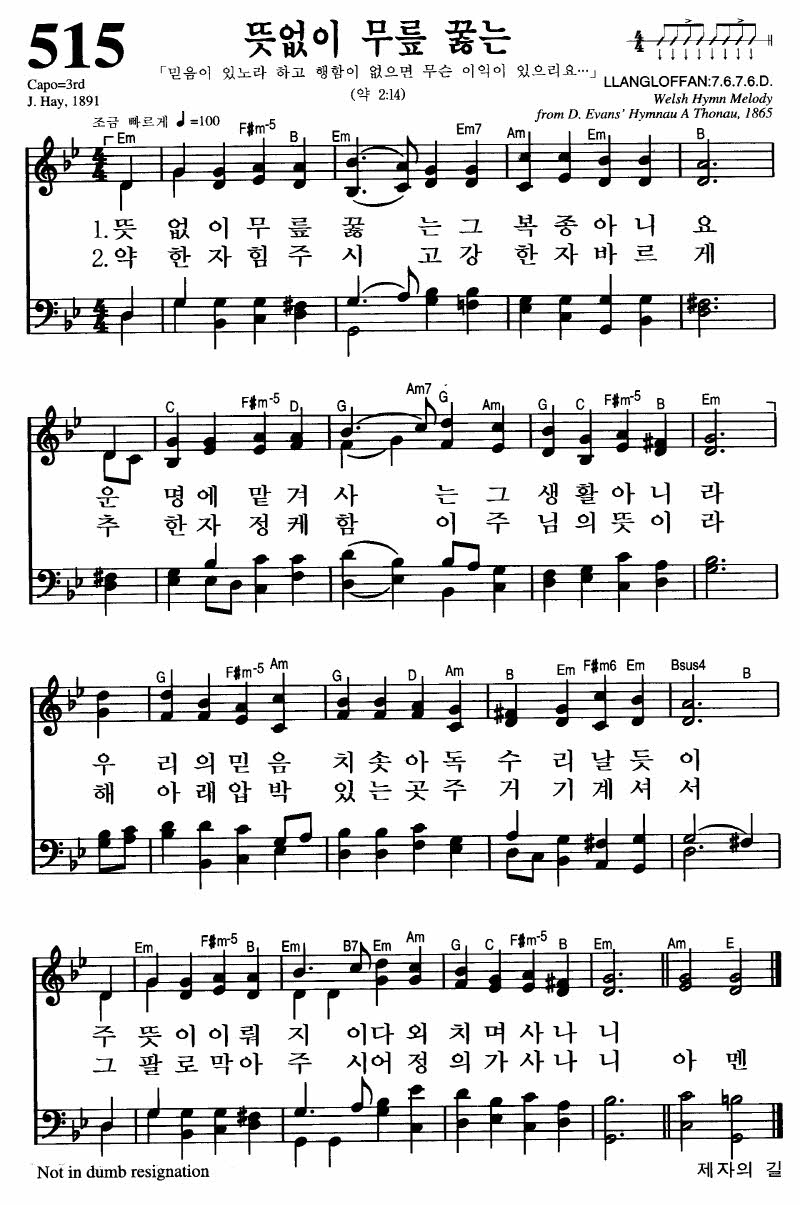 515
뜻없이 무릎 꿇는
「믿음이 있노라 하고 행함이 없으면 무슨 이익이 있으리요…」
(약 2:14)
Capo=3rd
J. Hay, 1891
LLANGLOFFAN:7.6.7.6.D.
Welsh Hymn Melody
from D. Evans' Hymnau A Thonau, 1865
조금 빠르게 ♩=100
Em F#m-5 B Em Em7 Am Em B
4/4
1.뜻 없이무릎 꿇 는그 복종아니 요
2.약 한자힘주 시 고강 한자바르 게
C F#m-5 D G Am7 G Am G C F#m-5 B Em
운 명에 맡겨 사 는그 생활아니라
추 한자정케함 이주님의뜻이라
G F#m-5 Am G D Am B Em F#m6 Em Bsus4 B
우 리의믿음 치솟아독 수리날듯이
해 아래압박 있는곳주 거기계셔서
Em F#m-5 B Em B7 Em Am G C F#m-5 B Em Am E
주 뜻이이뤄 지 이다 외치며사나니
그 팔로막아 주 시어 정의가사나니 아멘
Not in dumb resignation
제자의 길